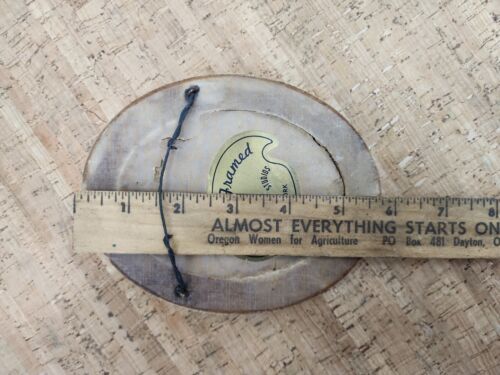 Framed
STUDIOS
1 2 3 4 5 6 7 8
ALMOST EVERYTHING STARTS ON
Oregon Women for Agriculture PO Box 481 Dayton, O